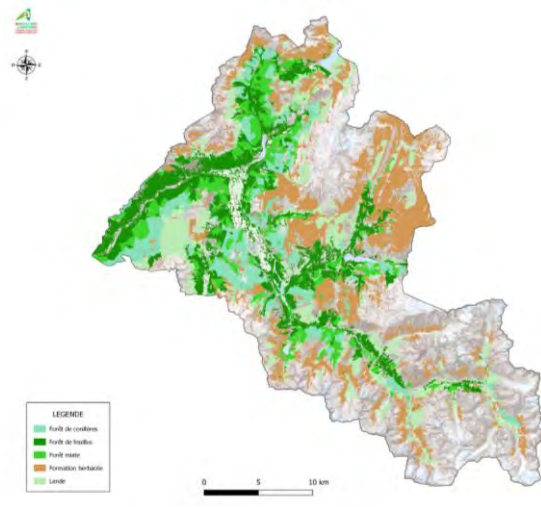 LEGENDE
Forêt de conifères
Forêt de feuillus
Forêt mixte
Formation herbacée
Lande
0 5 10 km